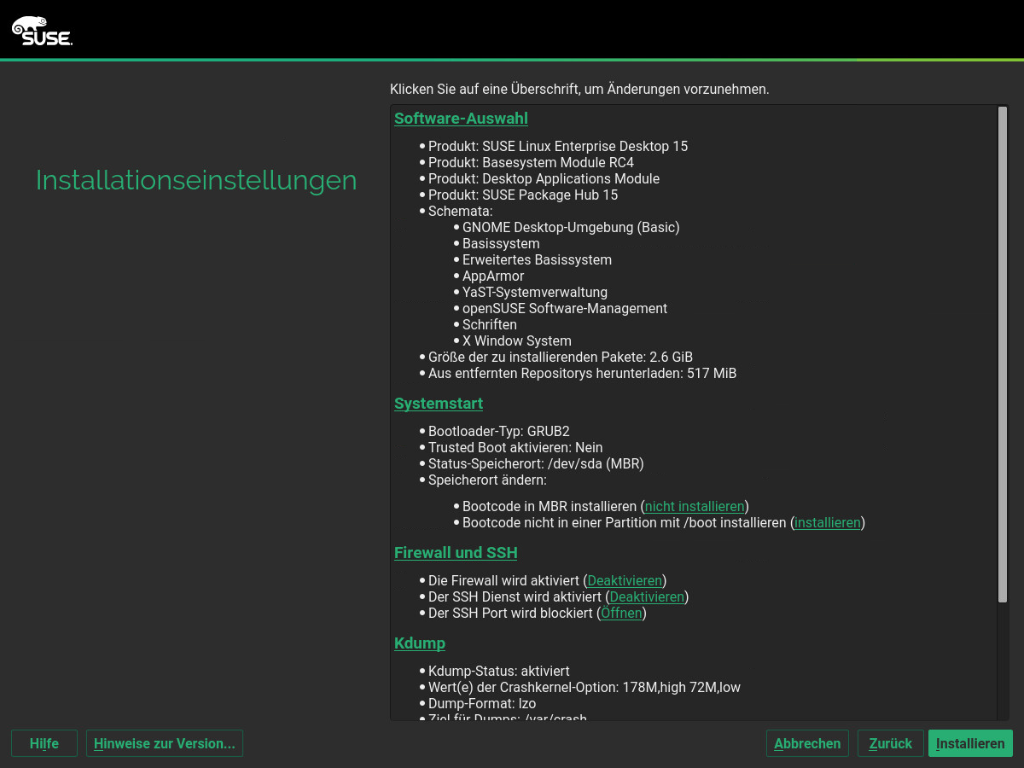 SUSE.
Klicken Sie auf eine Überschrift, um Änderungen vorzunehmen.
Installationseinstellungen
Software-Auswahl
Produkt: SUSE Linux Enterprise Desktop 15
Produkt: Basesystem Module RC4
Produkt: Desktop Applications Module
Produkt: SUSE Package Hub 15
Schemata:
GNOME Desktop-Umgebung (Basic)
Basissystem
Erweitertes Basissystem
AppArmor
YaST-Systemverwaltung
openSUSE Software-Management
Schriften
X Window System
Größe der zu installierenden Pakete: 2.6 GiB
Aus entfernten Repositorys herunterladen: 517 MiB
Systemstart
Bootloader-Typ: GRUB2
Trusted Boot aktivieren: Nein
Status-Speicherort: /dev/sda (MBR)
Speicherort ändern:
Bootcode in MBR installieren (nicht installieren)
Bootcode nicht in einer Partition mit /boot installieren (installieren)
Firewall und SSH
Die Firewall wird aktiviert (Deaktivieren)
Der SSH Dienst wird aktiviert (Deaktivieren)
Der SSH Port wird blockiert (Öffnen)
Kdump
Kdump-Status: aktiviert
Wert(e) der Crashkernel-Option: 178M,high 72M,low
Dump-Format: lzo
Ziel für Dumps: /var/crash
Hilfe
Hinweise zur Version...
Abbrechen
Zurück
Installieren